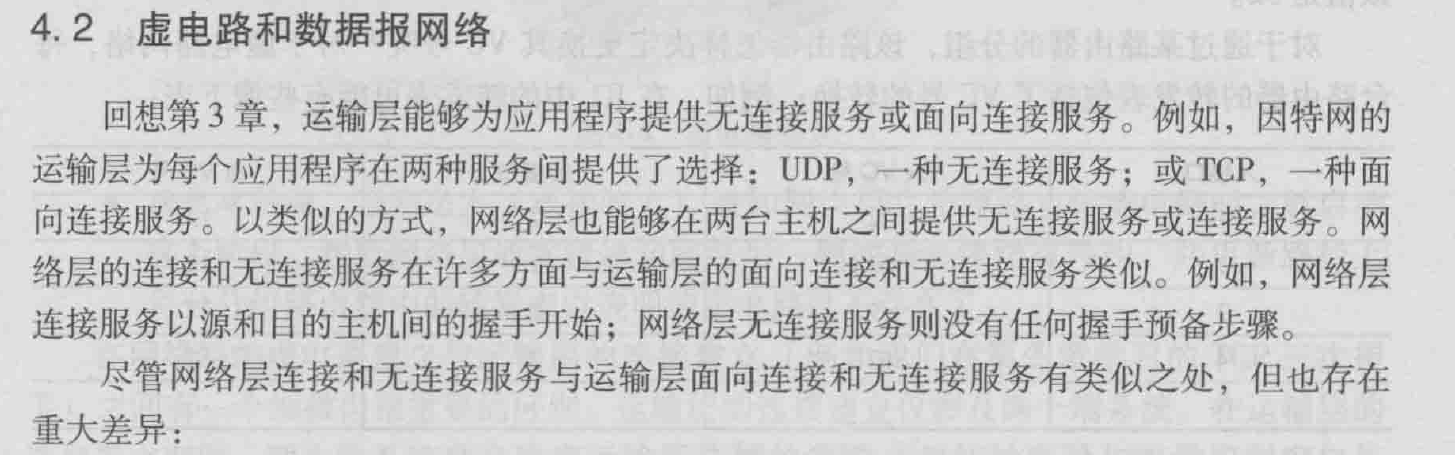 4.2 虚电路和数据报网络
回想第 3 章，运输层能够为应用程序提供无连接服务或面向连接服务。例如，因特网的
运输层为每个应用程序在两种服务间提供了选择：UDP，一种无连接服务；或 TCP，一种面
向连接服务。以类似的方式，网络层也能够在两台主机之间提供无连接服务或连接服务。网
络层的连接和无连接服务在许多方面与运输层的面向连接和无连接服务类似。例如，网络层
连接服务以源和目的主机间的握手开始；网络层无连接服务则没有任何握手预备步骤。
尽管网络层连接和无连接服务与运输层面向连接和无连接服务有类似之处，但也存在
重大差异：